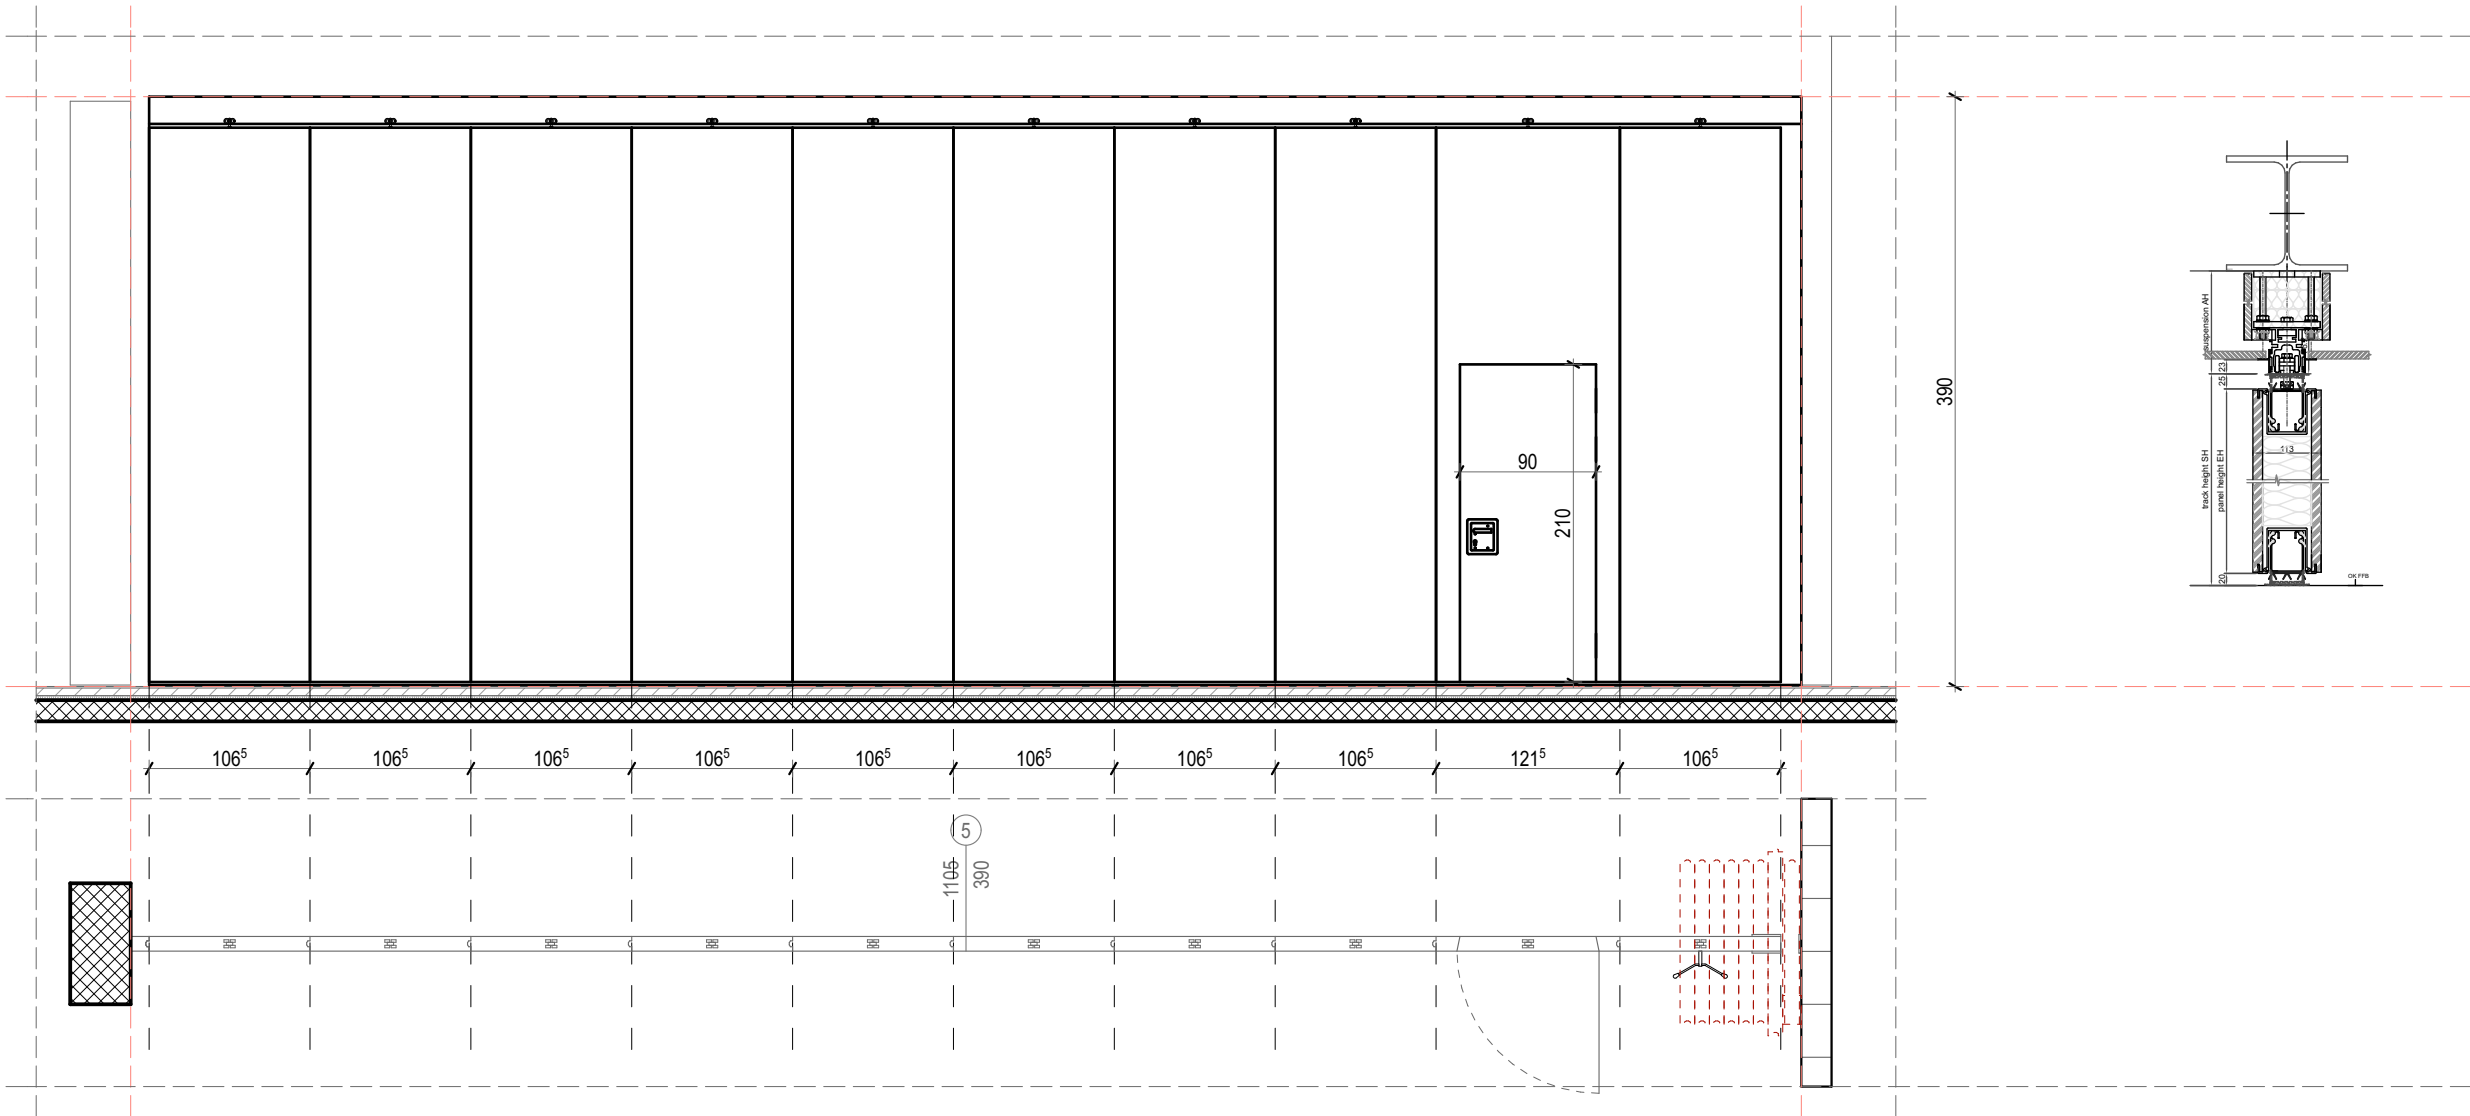 390
90
210
106⁵ 106⁵ 106⁵ 106⁵ 106⁵ 106⁵ 106⁵ 106⁵ 121⁵ 106⁵
5
1105
390
suspension AH
23
25
track height SH
panel height EH
113
20
OK FFB